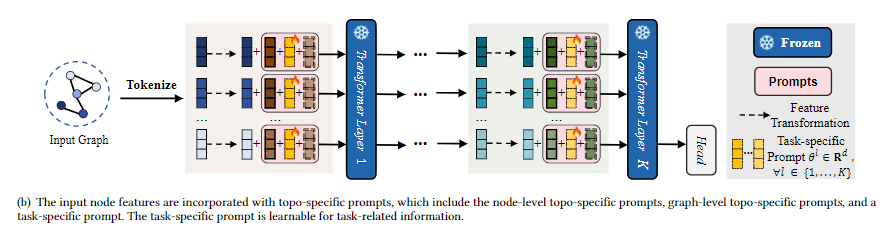 Input Graph
Tokenize
+
+
+
+
+
+
+
+
+
...
...
Transformer Layer 1
...
...
...
+
+
+
+
+
+
+
+
+
...
...
Transformer Layer K
Head
Frozen
Prompts
Feature
Transformation
Task-specific
Prompt θˡ ∈ Rᵈ ,
∀l ∈ {1,...,K}
(b) The input node features are incorporated with topo-specific prompts, which include the node-level topo-specific prompts, graph-level topo-specific prompts, and a
task-specific prompt. The task-specific prompt is learnable for task-related information.